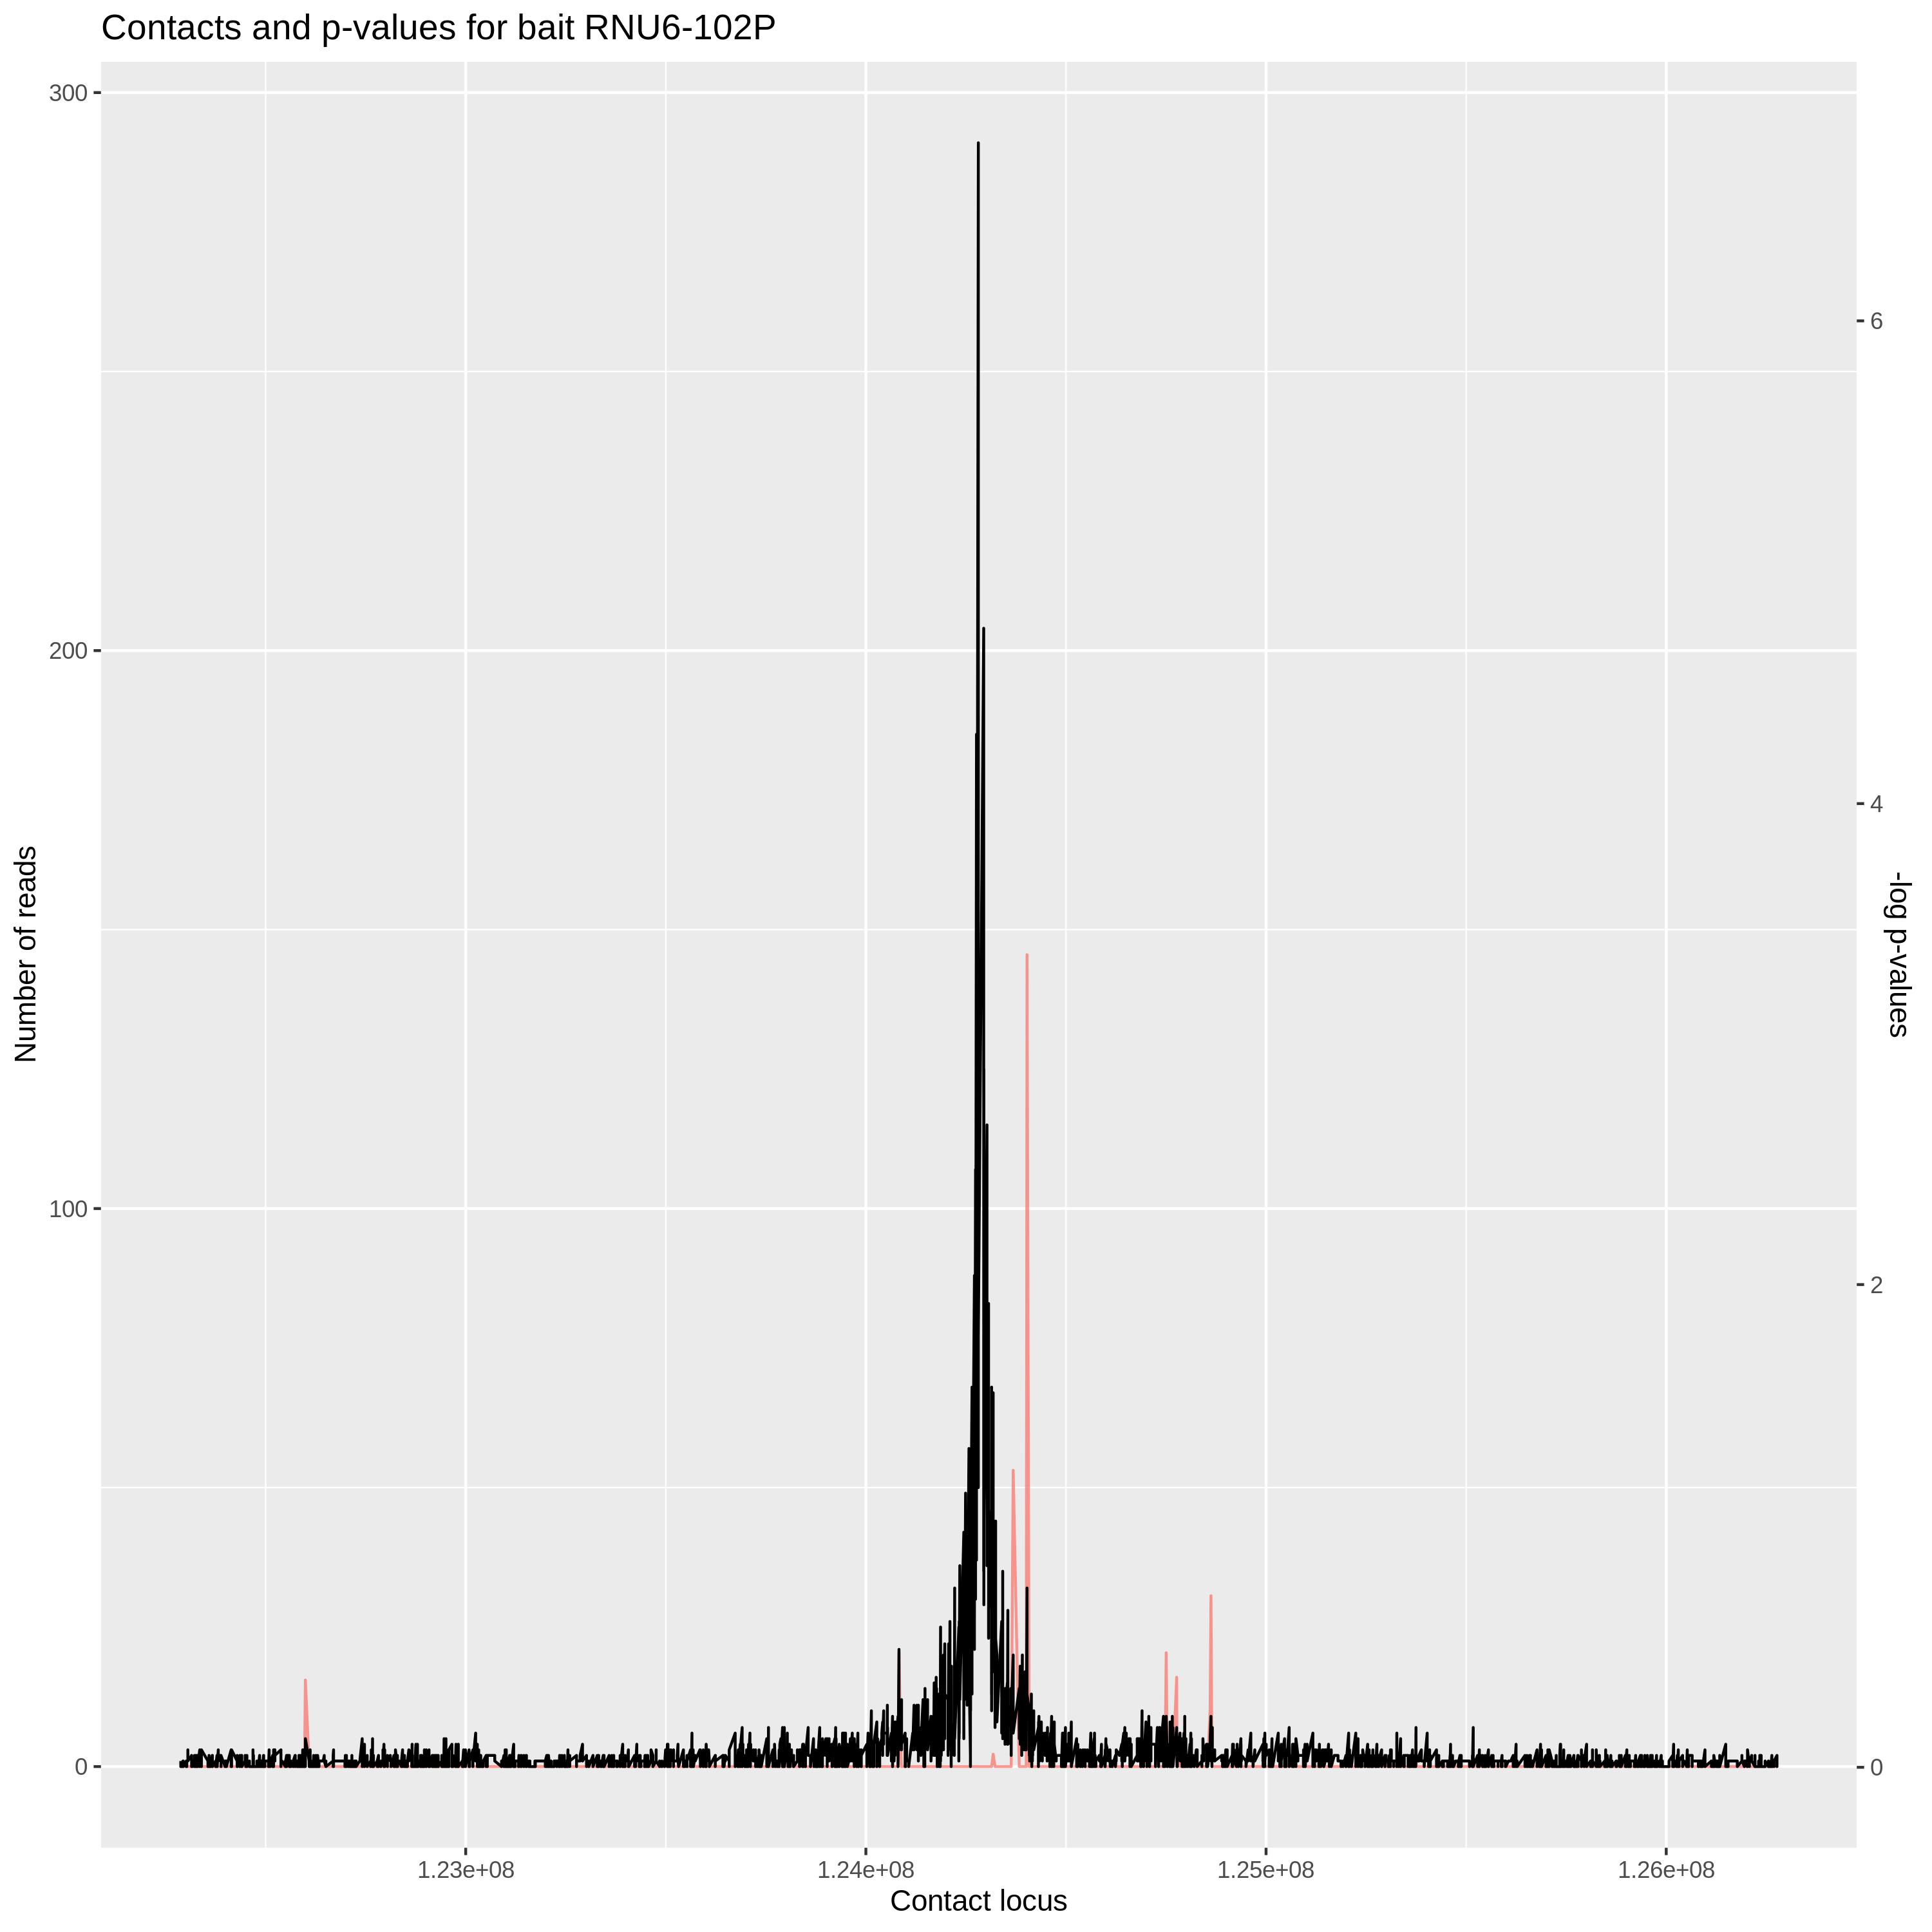 Contacts and p-values for bait RNU6-102P
300
200
100
0
Number of reads
6
4
2
0
-log p-values
1.23e+08
1.24e+08
1.25e+08
1.26e+08
Contact locus